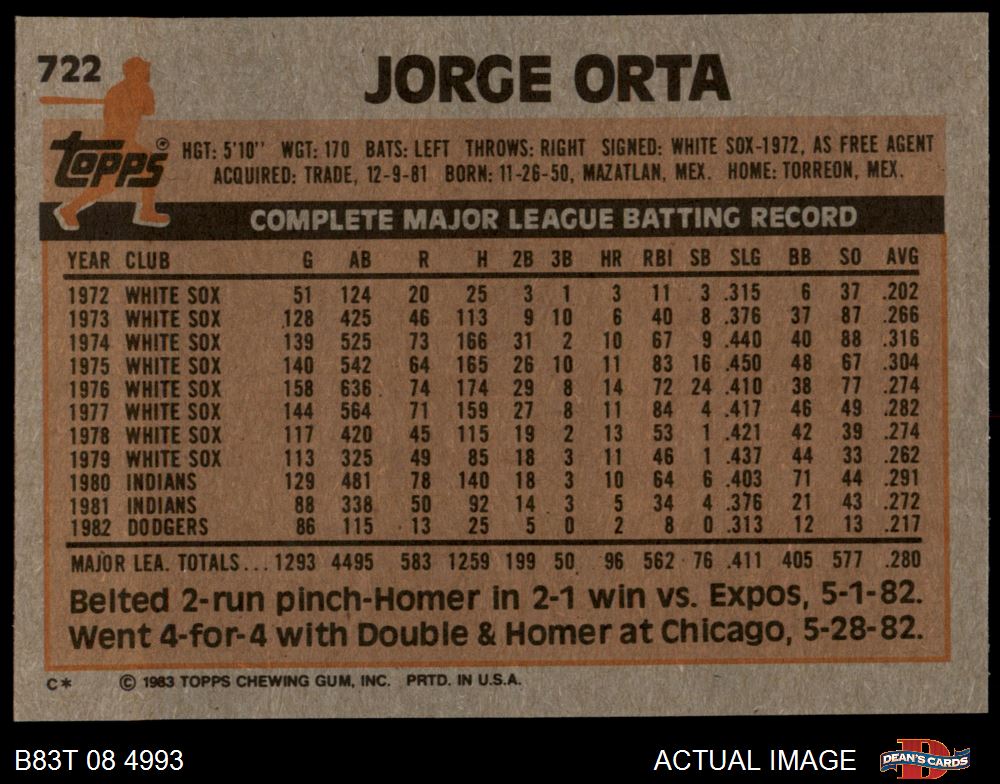 722
JORGE ORTA
Topps
HGT: 5'10'' WGT: 170 BATS: LEFT THROWS: RIGHT SIGNED: WHITE SOX-1972, AS FREE AGENT
ACQUIRED: TRADE, 12-9-81 BORN: 11-26-50, MAZATLAN, MEX. HOME: TORREON, MEX.
COMPLETE MAJOR LEAGUE BATTING RECORD
YEAR CLUB G AB R H 2B 3B HR RBI SB SLG BB SO AVG
1972 WHITE SOX 51 124 20 25 3 1 3 11 3 .315 6 37 .202
1973 WHITE SOX 128 425 46 113 9 10 6 40 8 .376 37 87 .266
1974 WHITE SOX 139 525 73 166 31 2 10 67 9 .440 40 88 .316
1975 WHITE SOX 140 542 64 165 26 10 11 83 16 .450 48 67 .304
1976 WHITE SOX 158 636 74 174 29 8 14 72 24 .410 38 77 .274
1977 WHITE SOX 144 564 71 159 27 8 11 84 4 .417 46 49 .282
1978 WHITE SOX 117 420 45 115 19 2 13 53 1 .421 42 39 .274
1979 WHITE SOX 113 325 49 85 18 3 11 46 1 .437 44 33 .262
1980 INDIANS 129 481 78 140 18 3 10 64 6 .403 71 44 .291
1981 INDIANS 88 338 50 92 14 3 5 34 4 .376 21 43 .272
1982 DODGERS 86 115 13 25 5 0 2 8 0 .313 12 13 .217
MAJOR LEA. TOTALS... 1293 4495 583 1259 199 50 96 562 76 .411 405 577 .280
Belted 2-run pinch-Homer in 2-1 win vs. Expos, 5-1-82.
Went 4-for-4 with Double & Homer at Chicago, 5-28-82.
C* © 1983 TOPPS CHEWING GUM, INC. PRTD. IN U.S.A.
B83T 08 4993
ACTUAL IMAGE
DEAN'S CARDS